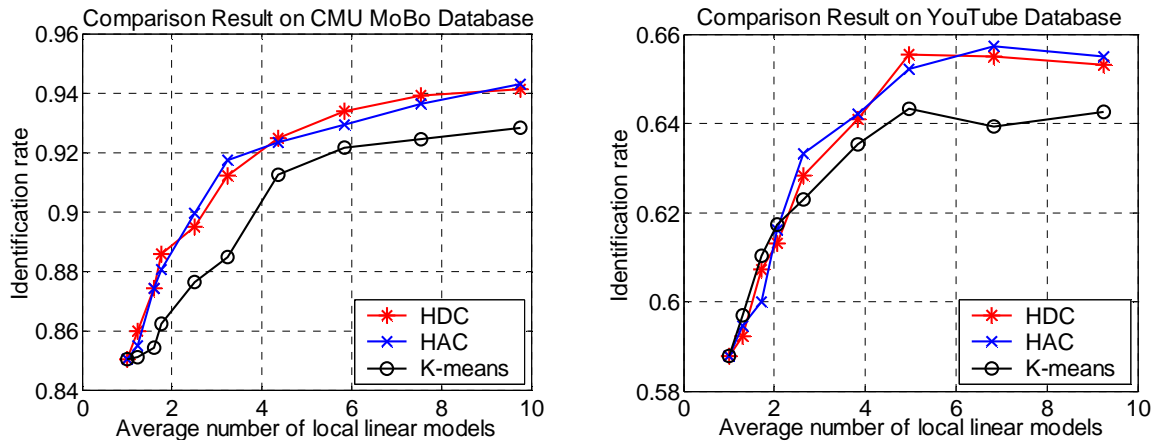 Comparison Result on CMU MoBo Database
Identification rate
0.96
0.94
0.92
0.9
0.88
0.86
0.84
0
2
4
6
8
10
Average number of local linear models
HDC
HAC
K-means
Comparison Result on YouTube Database
Identification rate
0.66
0.64
0.62
0.6
0.58
0
2
4
6
8
10
Average number of local linear models
HDC
HAC
K-means